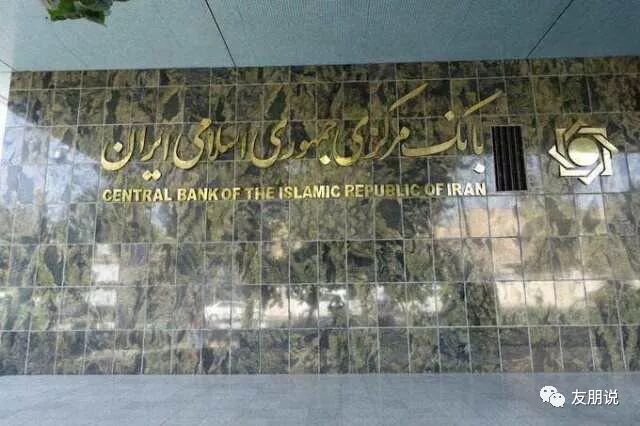 بانک مرکزی جمهوری اسلامی ایران
CENTRAL BANK OF THE ISLAMIC REPUBLIC OF IRAN
友朋说